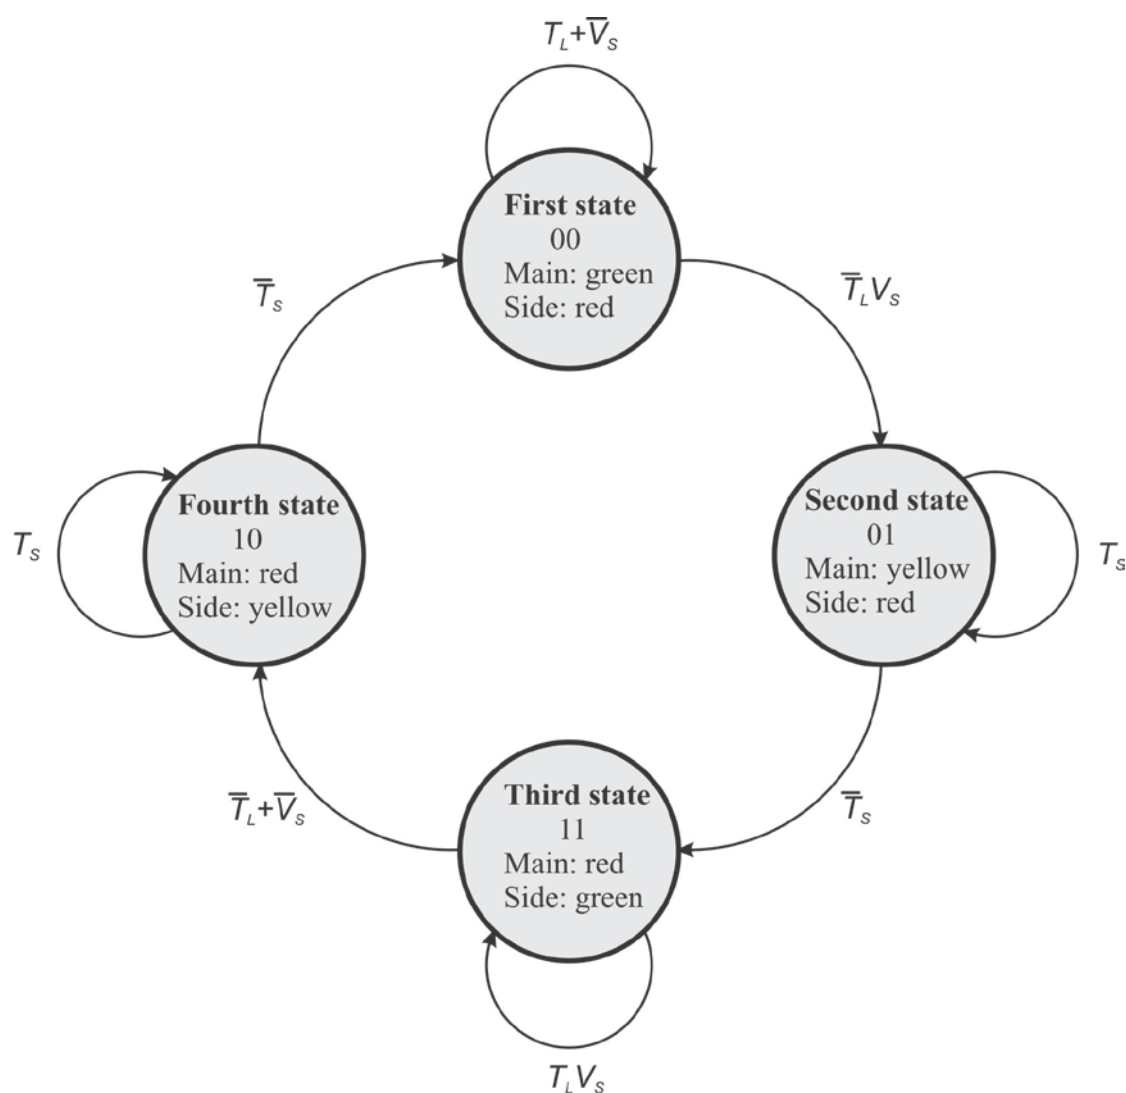 T_L+V̅_S
First state
00
Main: green
Side: red
T̅_S
T̅_LV_S
Fourth state
10
Main: red
Side: yellow
T_S
Second state
01
Main: yellow
Side: red
T_S
T̅_L+V̅_S
T̅_S
Third state
11
Main: red
Side: green
T_LV_S